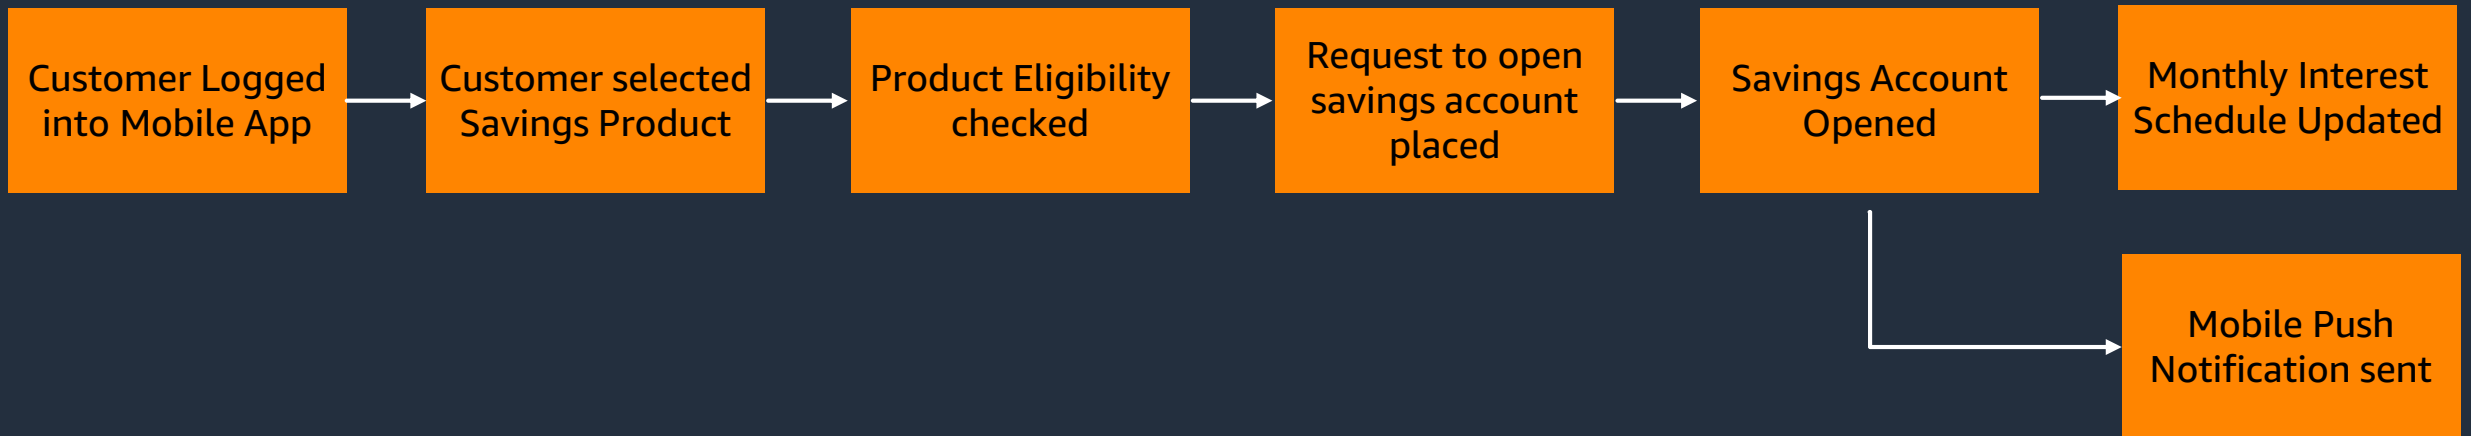 Customer Logged
into Mobile App
Customer selected
Savings Product
Product Eligibility
checked
Request to open
savings account
placed
Savings Account
Opened
Monthly Interest
Schedule Updated
Mobile Push
Notification sent